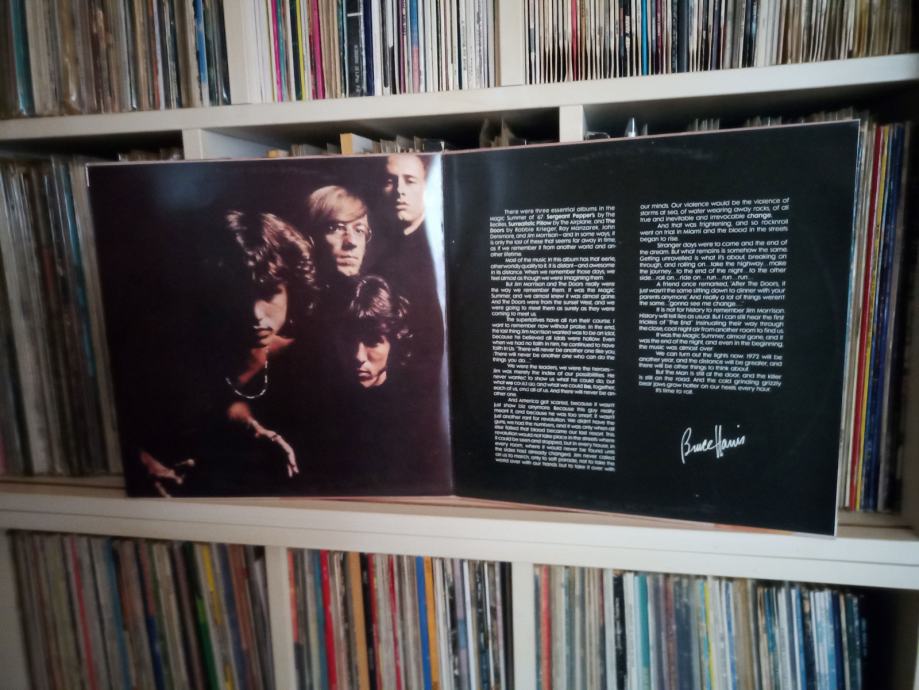 There were three essential albums in the
Magic Summer of '67: Sergeant Pepper's by the
Beatles, Surrealistic Pillow by The Airplane, and The
Doors by Robbie Krieger, Ray Manzarek, John
Densmore, and Jim Morrison—and in some ways, it
is only the last of these that seems far away in time,
as if we remember it from another world and an-
other lifetime.
Most of the music in this album has that eerie,
otherworldly quality to it. It is distant—and awesome
in its distance. When we remember those days, we
feel almost as though we were imagining them.
But Jim Morrison and The Doors really were
the way we remember them. It was the Magic
Summer, and we almost knew it was almost gone.
And The Doors were from the sunset West, and we
were going to meet them as surely as they were
coming to meet us.
The superlatives have all run their course. I
want to remember now without praise. In the end,
the last thing Jim Morrison wanted was to be an idol,
because he believed all idols were hollow. Even
when we had no faith in him, he continued to have
faith in Us. "There will never be another one like you.
There will never be another one who can do the
things you do..."
We were the leaders, we were the heroes—
Jim was merely the index of our possibilities. He
never wanted to show us what he could do, but
what we could do, and what we could Be, together,
each of us, and all of us. And there will never be an-
other one.
And America got scared, because it wasn't
just show biz anymore. Because this guy really
meant it, and because he was too smart. It wasn't
just another rant for revolution. We didn't have the
guns, we had the numbers, and it was only when all
else failed that blood became our last resort. This
revolution would not take place in the streets where
it could be seen and stopped, but in every house, in
every room, where it would never be found until
the sides had already changed. Jim never called
on us to march, only to soft parade, not to take the
world over with our hands but to take it over with
our minds. Our violence would be the violence of
storms at sea, of water wearing away rocks, of all
true and inevitable and irrevocable change.
And that was frightening, and so rocknroll
went on trial in Miami and the blood in the streets
began to rise.
Stranger days were to come and the end of
the dream. But what remains is somehow the same.
Getting unravelled is what it's about, breaking on
through, and rolling on...take the highway...make
the journey...to the end of the night...to the other
side...roll on...ride on...run...run...run...
A friend once remarked, "After The Doors, it
just wasn't the same sitting down to dinner with your
parents anymore." And really a lot of things weren't
the same...gonna see me change..."
It is not for history to remember Jim Morrison.
History will tell lies as usual. But I can still hear the first
trickles of "The End" insinuating their way through
the close, cool night air from another room to find us.
It was the Magic Summer, almost gone, and it
was the end of the night, and even in the beginning,
the music was almost over.
We can turn out the lights now. 1972 will be
another year, and the distance will be greater, and
there will be other things to think about.
But the Man is still at the door, and the killer
is still on the road. And the cold grinding grizzly
bear jaws grow hotter on our heels every hour.
It's time to roll.
Bruce Harris